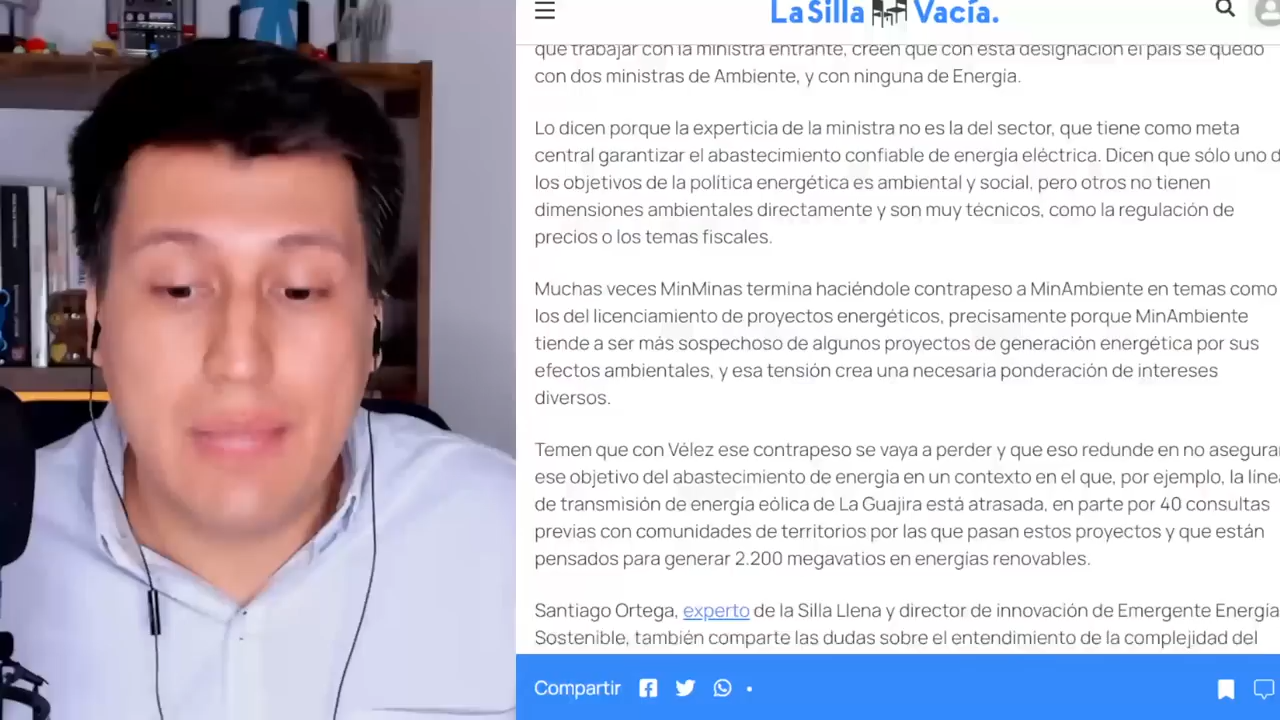 La Silla Vacía.
que trabajar con la ministra entrante, creen que con esta designación el país se quedó
con dos ministras de Ambiente, y con ninguna de Energía.
Lo dicen porque la experticia de la ministra no es la del sector, que tiene como meta
central garantizar el abastecimiento confiable de energía eléctrica. Dicen que sólo uno d
los objetivos de la política energética es ambiental y social, pero otros no tienen
dimensiones ambientales directamente y son muy técnicos, como la regulación de
precios o los temas fiscales.
Muchas veces MinMinas termina haciéndole contrapeso a MinAmbiente en temas como
los del licenciamiento de proyectos energéticos, precisamente porque MinAmbiente
tiende a ser más sospechoso de algunos proyectos de generación energética por sus
efectos ambientales, y esa tensión crea una necesaria ponderación de intereses
diversos.
Temen que con Vélez ese contrapeso se vaya a perder y que eso redunde en no asegurar
ese objetivo del abastecimiento de energía en un contexto en el que, por ejemplo, la líne
de transmisión de energía eólica de La Guajira está atrasada, en parte por 40 consultas
previas con comunidades de territorios por las que pasan estos proyectos y que están
pensados para generar 2.200 megavatios en energías renovables.
Santiago Ortega, experto de la Silla Llena y director de innovación de Emergente Energía
Sostenible, también comparte las dudas sobre el entendimiento de la complejidad del
Compartir